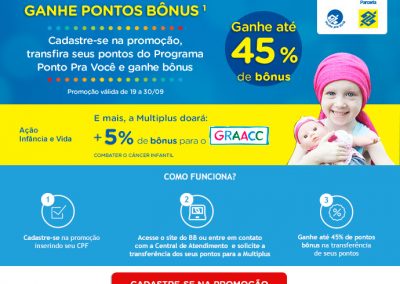 GANHE PONTOS BÔNUS ¹
Cadastre-se na promoção,
transfira seus pontos do Programa
Ponto Pra Você e ganhe bônus
Promoção válida de 19 a 30/09
Ganhe até
45%
de bônus
Parceria
Ação
Infância e Vida
E mais, a Multiplus doará:
+5% de bônus para o GRAACC
COMBATER O CÂNCER INFANTIL
COMO FUNCIONA?
1
Cadastre-se na promoção
inserindo seu CPF
2
Acesse o site do BB ou entre em contato
com a Central de Atendimento e solicite a
transferência dos seus pontos para a Multiplus
3
Ganhe até 45% de pontos
bônus na transferência
de seus pontos
CADASTRE-SE NA PROMOÇÃO